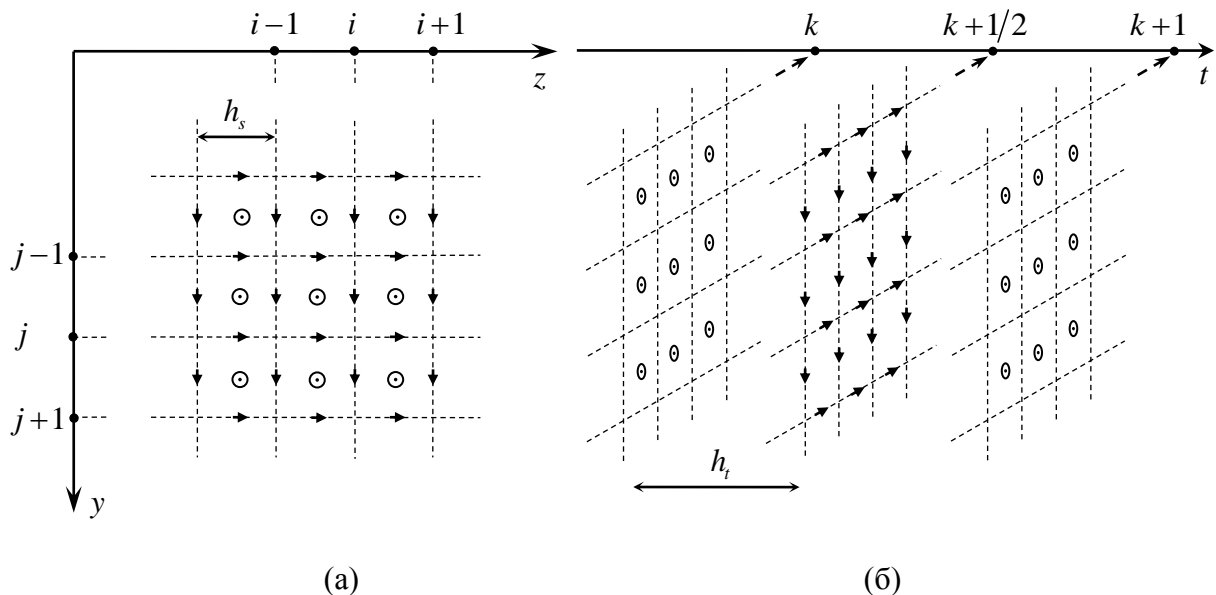 i−1 i i+1
z
h_s
j−1
j
j+1
y
(а)
k k+1/2 k+1
t
h_t
(б)